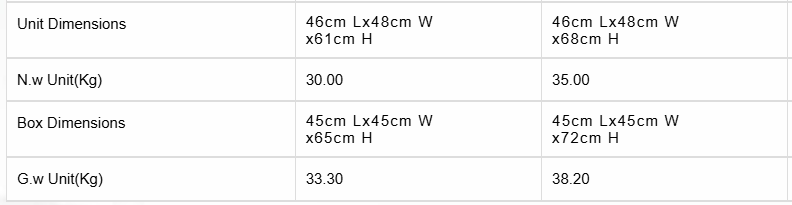 Unit Dimensions
46cm Lx48cm W
x61cm H
46cm Lx48cm W
x68cm H
N.w Unit(Kg)
30.00
35.00
Box Dimensions
45cm Lx45cm W
x65cm H
45cm Lx45cm W
x72cm H
G.w Unit(Kg)
33.30
38.20